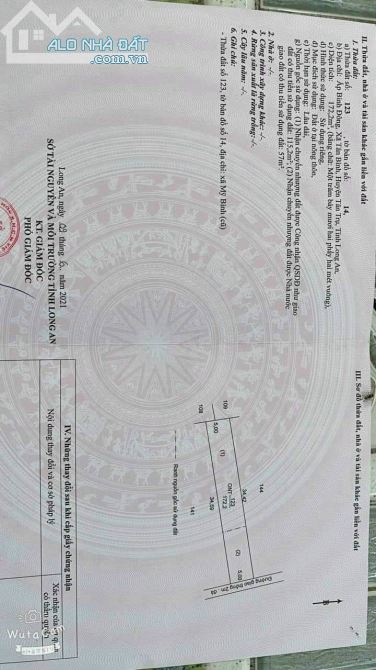 ALO NHÀ ĐẤT
.COM.VN
II. Thửa đất, nhà ở và tài sản khác gắn liền với đất
1. Thửa đất:
a) Thửa đất số: 123, tờ bản đồ số: 14,
b) Địa chỉ: Ấp Bình Đông, Xã Tân Bình, Huyện Tân Trụ, Tỉnh Long An,
c) Diện tích: 172,2m², (bằng chữ: Một trăm bảy mươi hai phẩy hai mét vuông),
d) Hình thức sử dụng: Sử dụng riêng,
đ) Mục đích sử dụng: Đất ở tại nông thôn,
e) Thời hạn sử dụng: Lâu dài,
g) Nguồn gốc sử dụng: (1) Nhận chuyển nhượng đất được Công nhận QSDĐ như giao
đất có thu tiền sử dụng đất: 115,2m², (2) Nhận chuyển nhượng đất được Nhà nước
giao đất có thu tiền sử dụng đất: 57m².
2. Nhà ở: -/-.
3. Công trình xây dựng khác: -/-.
4. Rừng sản xuất là rừng trồng: -/-.
5. Cây lâu năm: -/-.
6. Ghi chú:
- Thửa đất số 123, tờ bản đồ số 14, địa chỉ: xã Mỹ Bình (cũ)
Long An, ngày 09 tháng 6 năm 2021
SỞ TÀI NGUYÊN VÀ MÔI TRƯỜNG TỈNH LONG AN
KT. GIÁM ĐỐC
PHÓ GIÁM ĐỐC
III. Sơ đồ thửa đất, nhà ở và tài sản khác gắn liền với đất
144
34,47
109
108
5,00
(1)
ONT 123
172,2
(2)
5,00
34,59
141
Đường giao thông 2m đá
Ranh nguồn gốc sử dụng đất
IV. Những thay đổi sau khi cấp giấy chứng nhận
Nội dung thay đổi và cơ sở pháp lý
Xác nhận của cơ quan
có thẩm quyền
Wuta